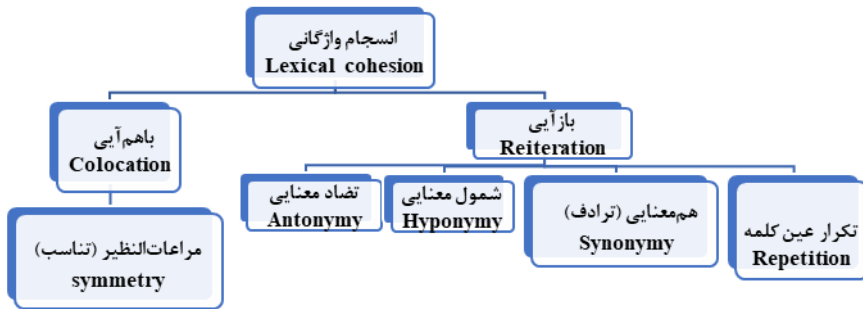 انسجام واژگانی
Lexical cohesion
بازآیی
Reiteration
باهم‌آیی
Colocation
تکرار عین کلمه
Repetition
هم‌معنایی (ترادف)
Synonymy
شمول معنایی
Hyponymy
تضاد معنایی
Antonymy
مراعات‌النظیر (تناسب)
symmetry